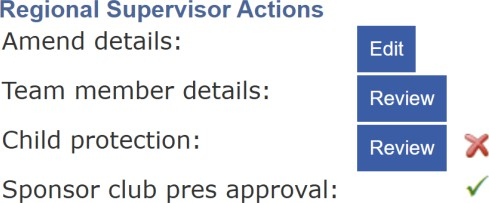 Regional Supervisor Actions
Amend details: Edit
Team member details: Review
Child protection: Review
Sponsor club pres approval: